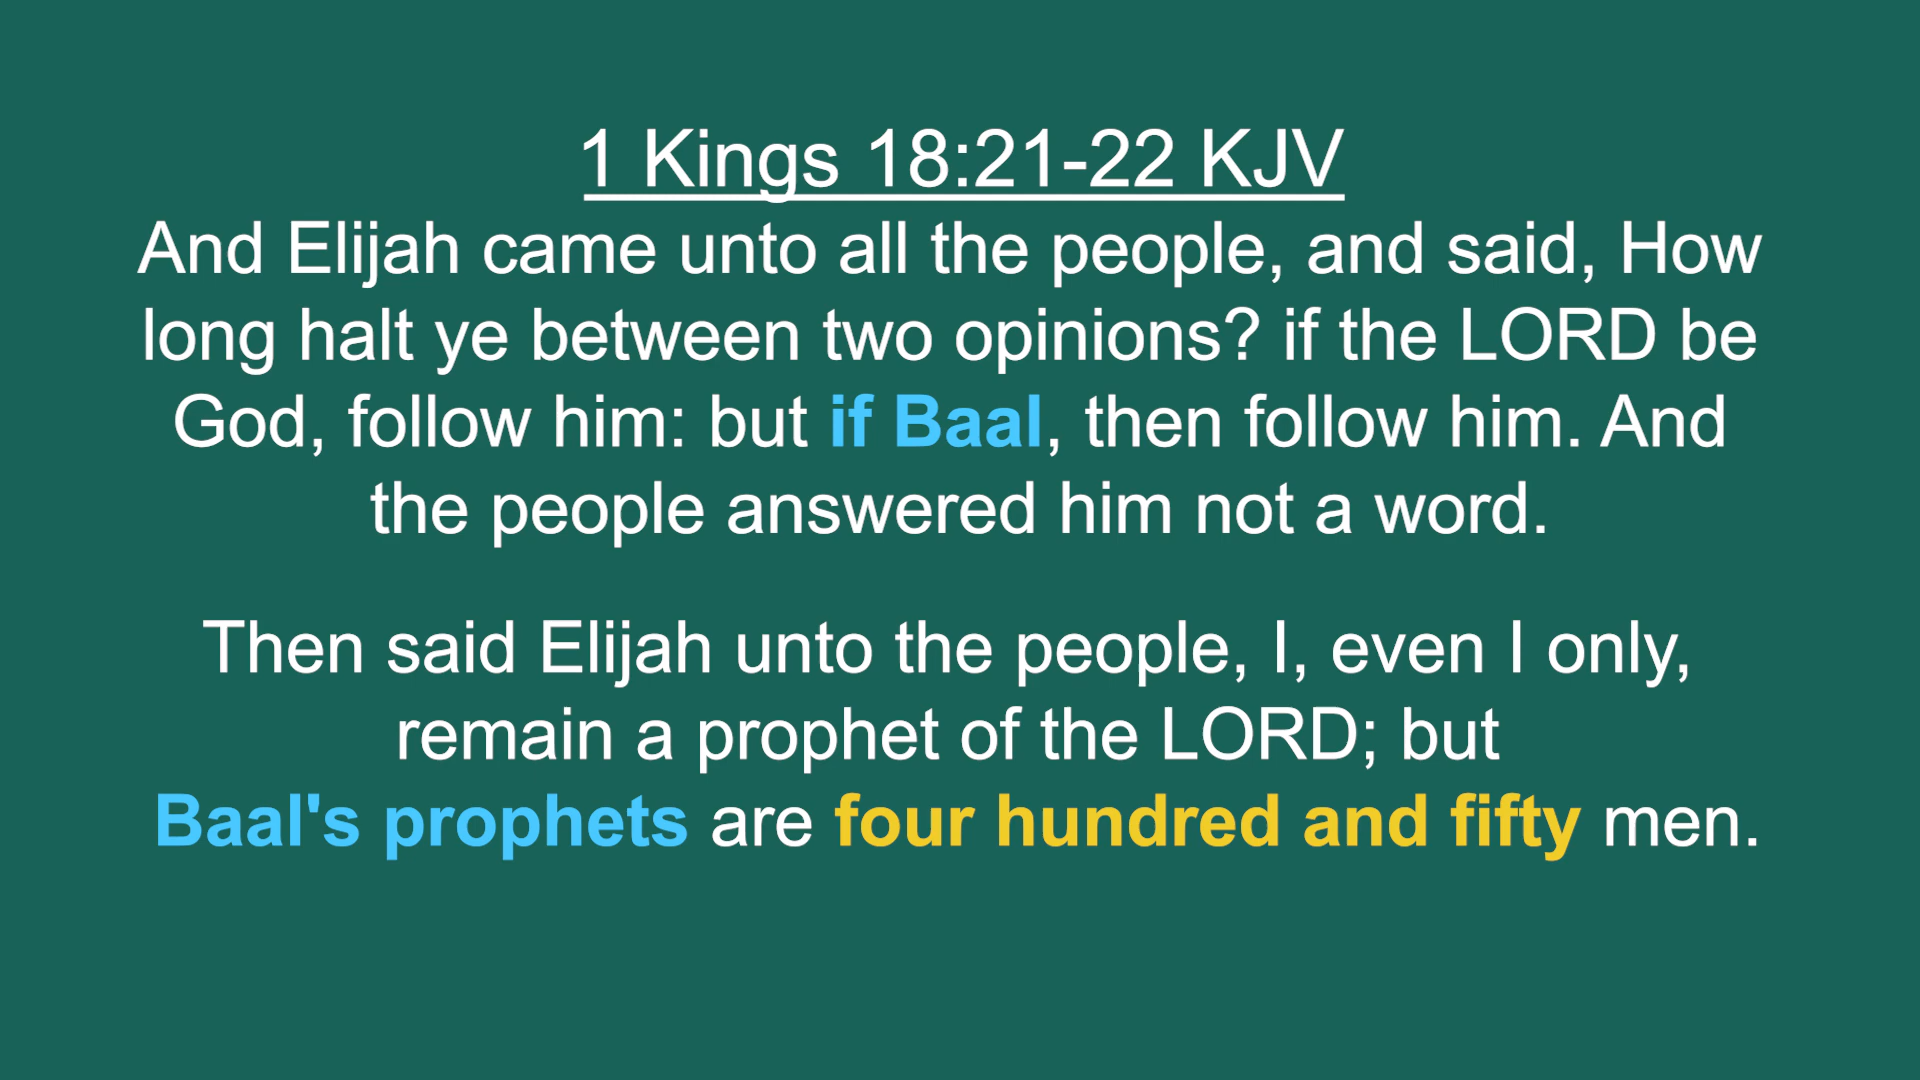 1 Kings 18:21-22 KJV
And Elijah came unto all the people, and said, How
long halt ye between two opinions? if the LORD be
God, follow him: but if Baal, then follow him. And
the people answered him not a word.
Then said Elijah unto the people, I, even I only,
remain a prophet of the LORD; but
Baal's prophets are four hundred and fifty men.